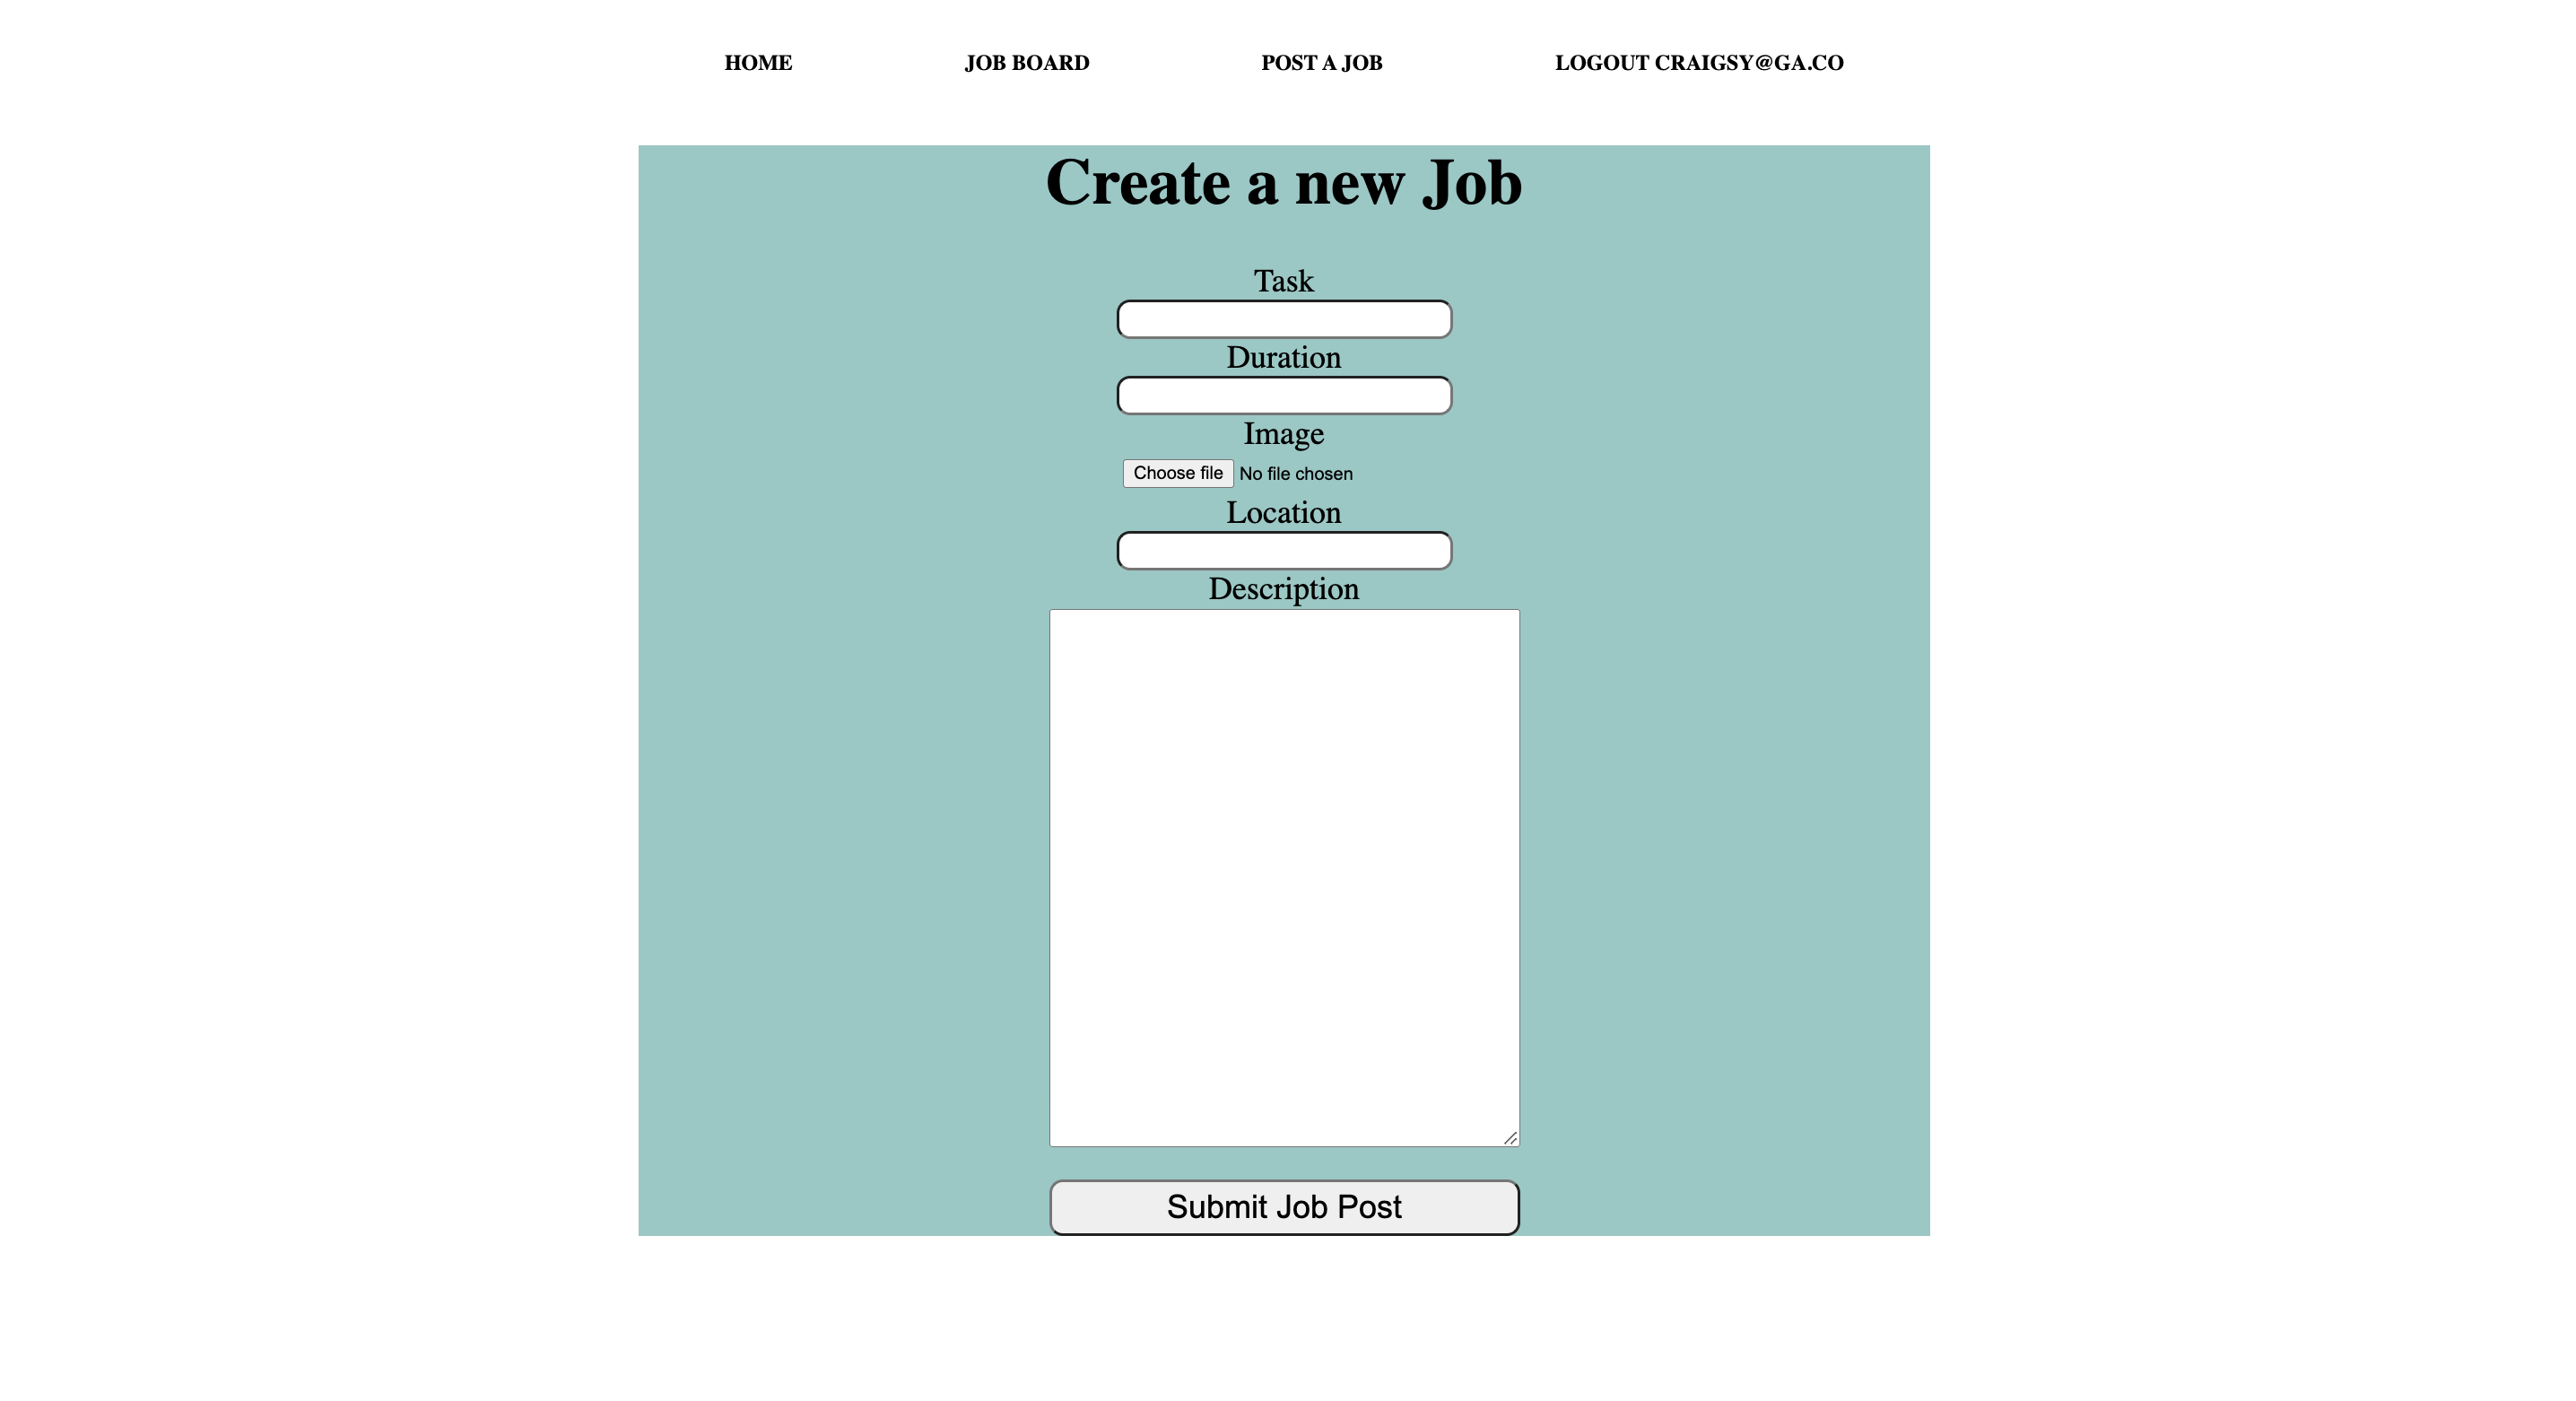 HOME JOB BOARD POST A JOB LOGOUT CRAIGSY@GA.CO
Create a new Job
Task
Duration
Image
Choose file No file chosen
Location
Description
Submit Job Post